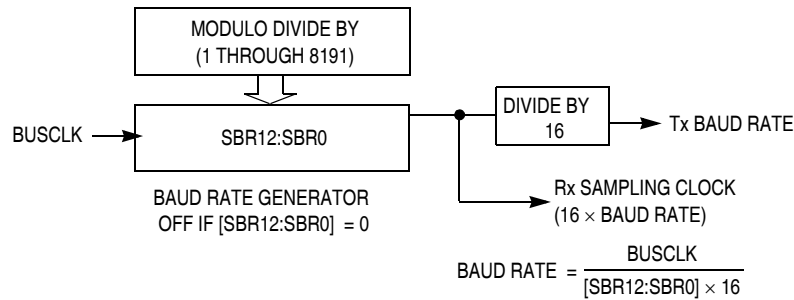 MODULO DIVIDE BY
(1 THROUGH 8191)
BUSCLK
SBR12:SBR0
DIVIDE BY
16
Tx BAUD RATE
BAUD RATE GENERATOR
OFF IF [SBR12:SBR0] = 0
Rx SAMPLING CLOCK
(16 × BAUD RATE)
BAUD RATE =
BUSCLK
[SBR12:SBR0] × 16